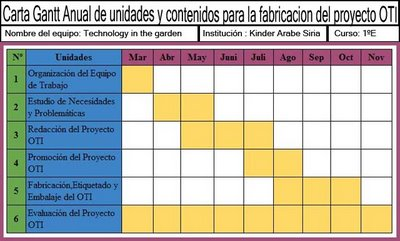 Carta Gantt Anual de unidades y contenidos para la fabricacion del proyecto OTI
Nombre del equipo: Technology in the garden Institución : Kinder Arabe Siria Curso: 1ºE
Nº Unidades Mar Abr May Juni Juli Ago Sep Oct Nov
1 Organización del Equipo
de Trabajo
2 Estudio de Necesidades
y Problemáticas
3 Redacción del Proyecto
OTI
4 Promoción del Proyecto
OTI
5 Fabricación,Etiquetado y
Embalaje del OTI
6 Evaluación del Proyecto
OTI